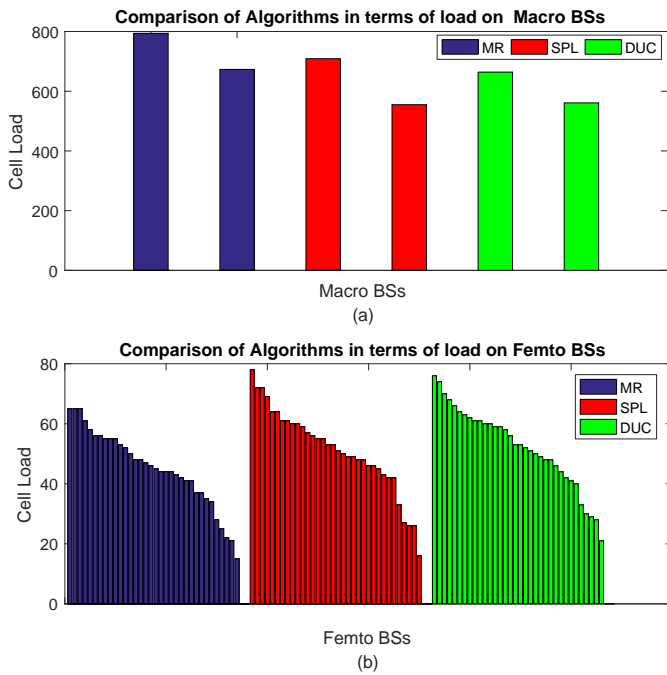 Comparison of Algorithms in terms of load on Macro BSs
800
600
400
200
0
Cell Load
MR SPL DUC
Macro BSs
(a)
Comparison of Algorithms in terms of load on Femto BSs
80
60
40
20
0
Cell Load
MR
SPL
DUC
Femto BSs
(b)